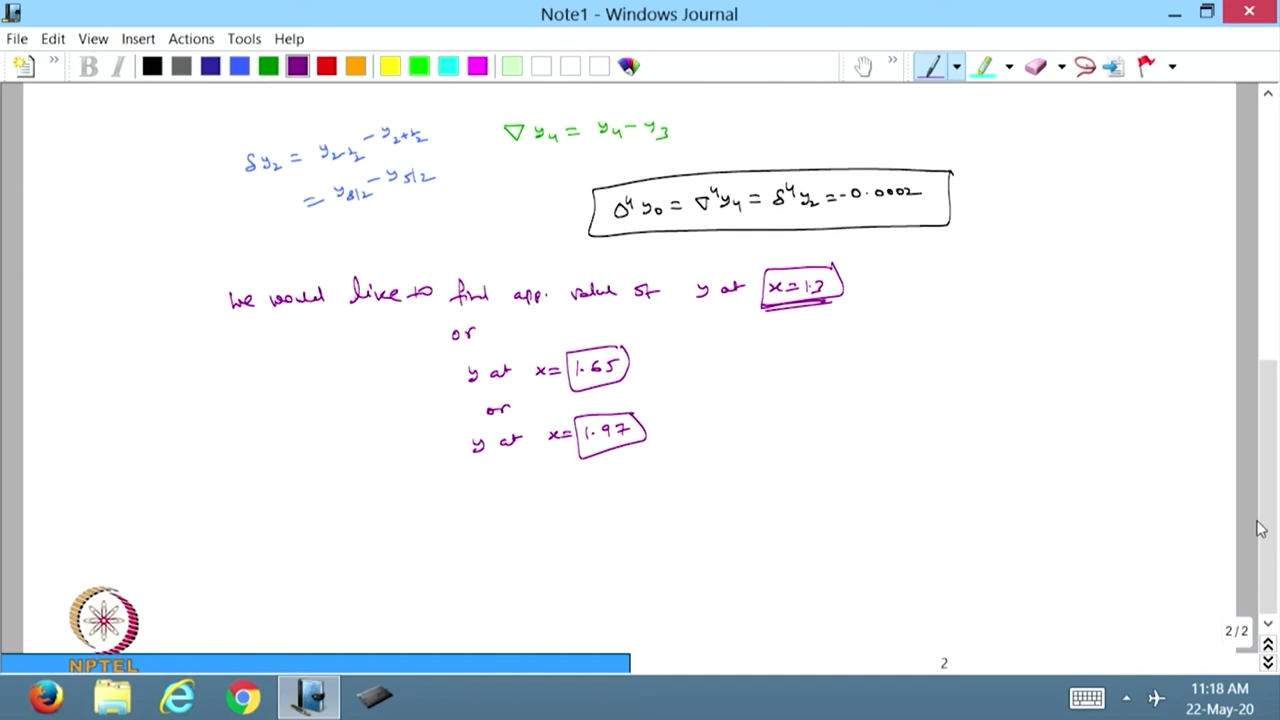 Note1 - Windows Journal
File Edit View Insert Actions Tools Help
B I
δy₂ = y₂₋½ - y₂₊½
= y₃/₂ - y₅/₂
∇y₄ = y₄ - y₃
Δ⁴y₀ = ∇⁴y₄ = δ⁴y₂ = -0.0002
We would like to find app. value of y at x=1.3
or
y at x= 1.65
or
y at x= 1.97
2 / 2
NPTEL
2
11:18 AM
22-May-20